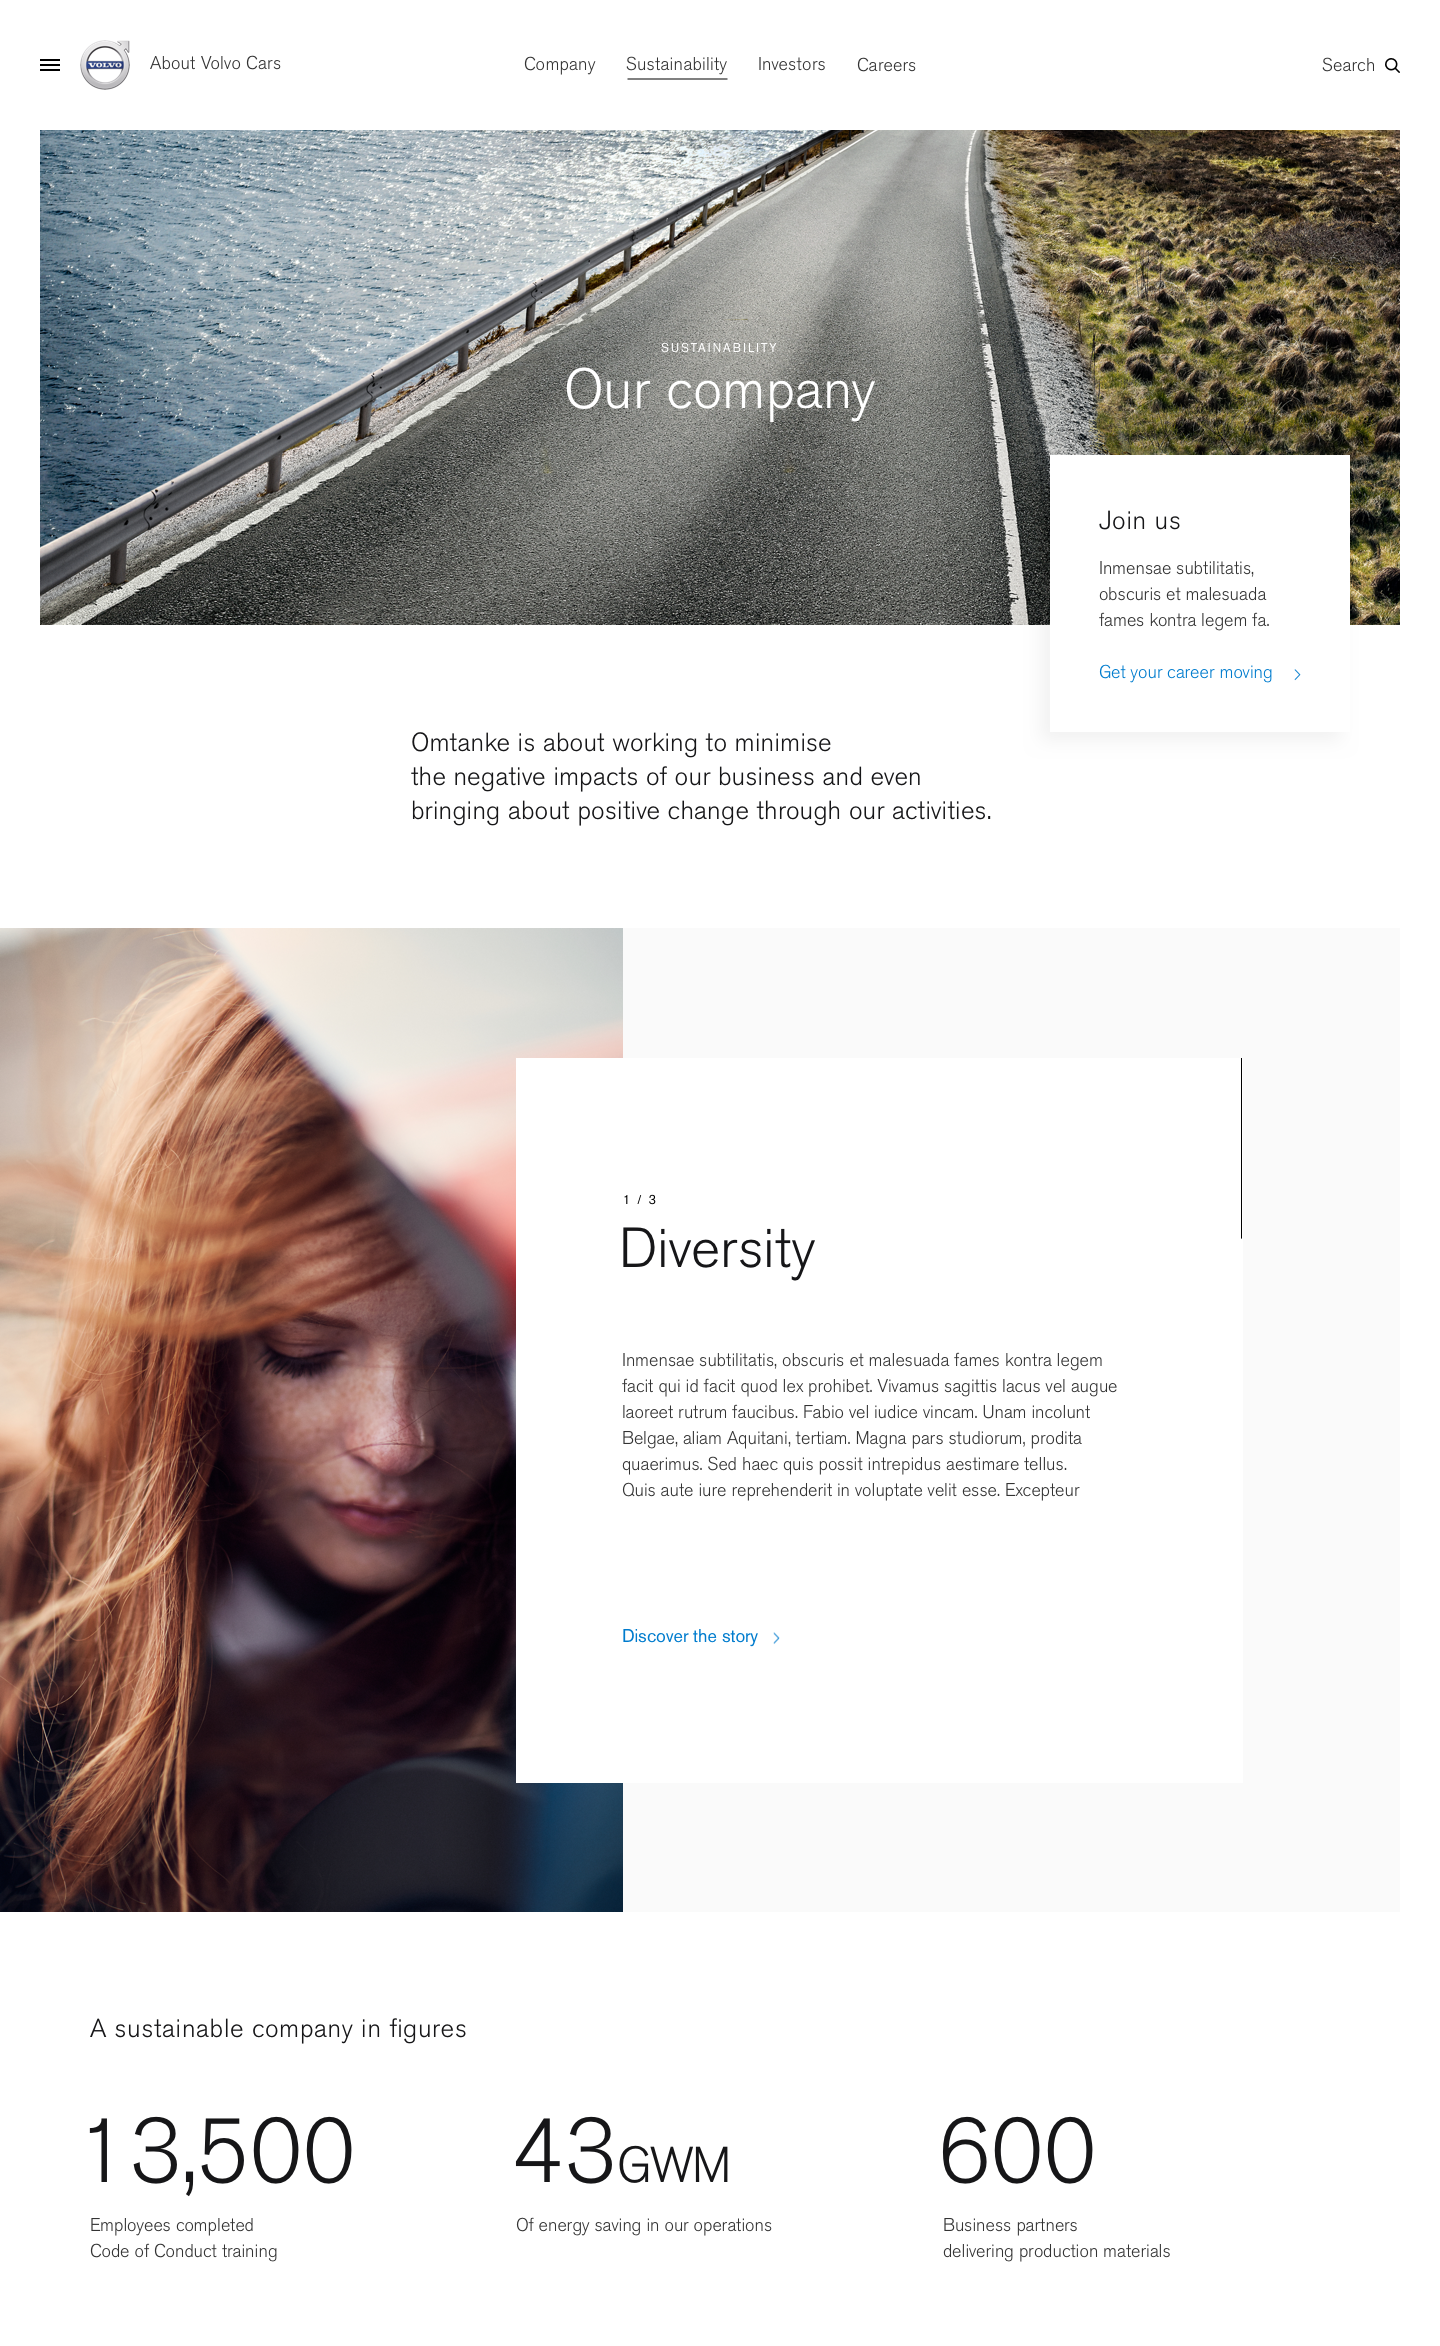 VOLVO
About Volvo Cars
Company
Sustainability
Investors
Careers
Search
SUSTAINABILITY
Our company
Join us
Inmensae subtilitatis,
obscuris et malesuada
fames kontra legem fa.
Get your career moving
Omtanke is about working to minimise
the negative impacts of our business and even
bringing about positive change through our activities.
1 / 3
Diversity
Inmensae subtilitatis, obscuris et malesuada fames kontra legem
facit qui id facit quod lex prohibet. Vivamus sagittis lacus vel augue
laoreet rutrum faucibus. Fabio vel iudice vincam. Unam incolunt
Belgae, aliam Aquitani, tertiam. Magna pars studiorum, prodita
quaerimus. Sed haec quis possit intrepidus aestimare tellus.
Quis aute iure reprehenderit in voluptate velit esse. Excepteur
Discover the story
A sustainable company in figures
13,500
Employees completed
Code of Conduct training
43GWM
Of energy saving in our operations
600
Business partners
delivering production materials